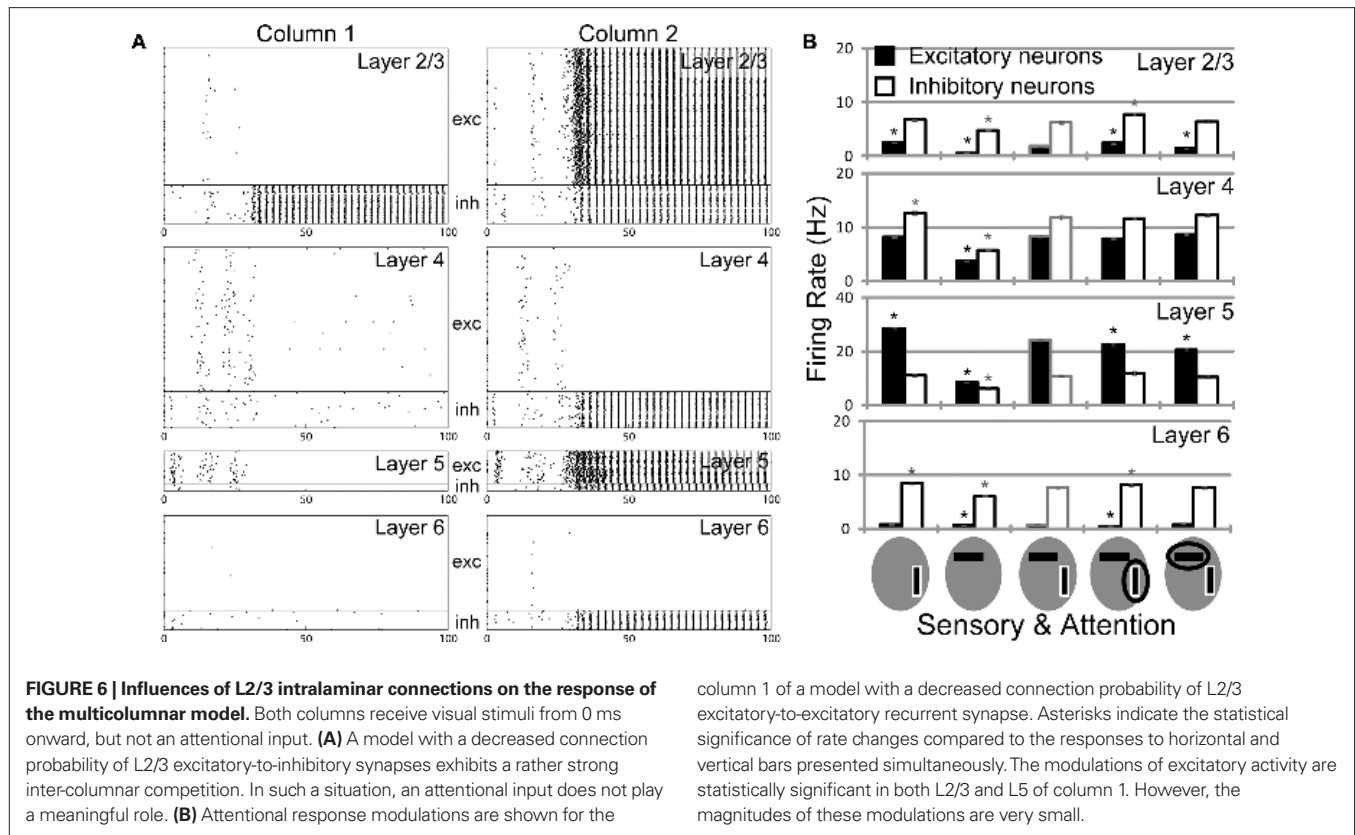 A
Column 1
Column 2
Layer 2/3
Layer 2/3
exc
inh
0 50 100
0 50 100
Layer 4
Layer 4
exc
inh
0 50 100
0 50 100
Layer 5
exc
Layer 5
inh
0 50 100
0 50 100
Layer 6
Layer 6
exc
inh
0 50 100
0 50 100
B
Excitatory neurons
Inhibitory neurons
Layer 2/3
20
10
0
* * * * * *
Layer 4
20
10
0
* * *
Layer 5
40
20
0
* * * * *
Layer 6
20
10
0
* * * * *
Firing Rate (Hz)
Sensory & Attention
FIGURE 6 | Influences of L2/3 intralaminar connections on the response of
the multicolumnar model. Both columns receive visual stimuli from 0 ms
onward, but not an attentional input. (A) A model with a decreased connection
probability of L2/3 excitatory-to-inhibitory synapses exhibits a rather strong
inter-columnar competition. In such a situation, an attentional input does not play
a meaningful role. (B) Attentional response modulations are shown for the
column 1 of a model with a decreased connection probability of L2/3
excitatory-to-excitatory recurrent synapse. Asterisks indicate the statistical
significance of rate changes compared to the responses to horizontal and
vertical bars presented simultaneously. The modulations of excitatory activity are
statistically significant in both L2/3 and L5 of column 1. However, the
magnitudes of these modulations are very small.